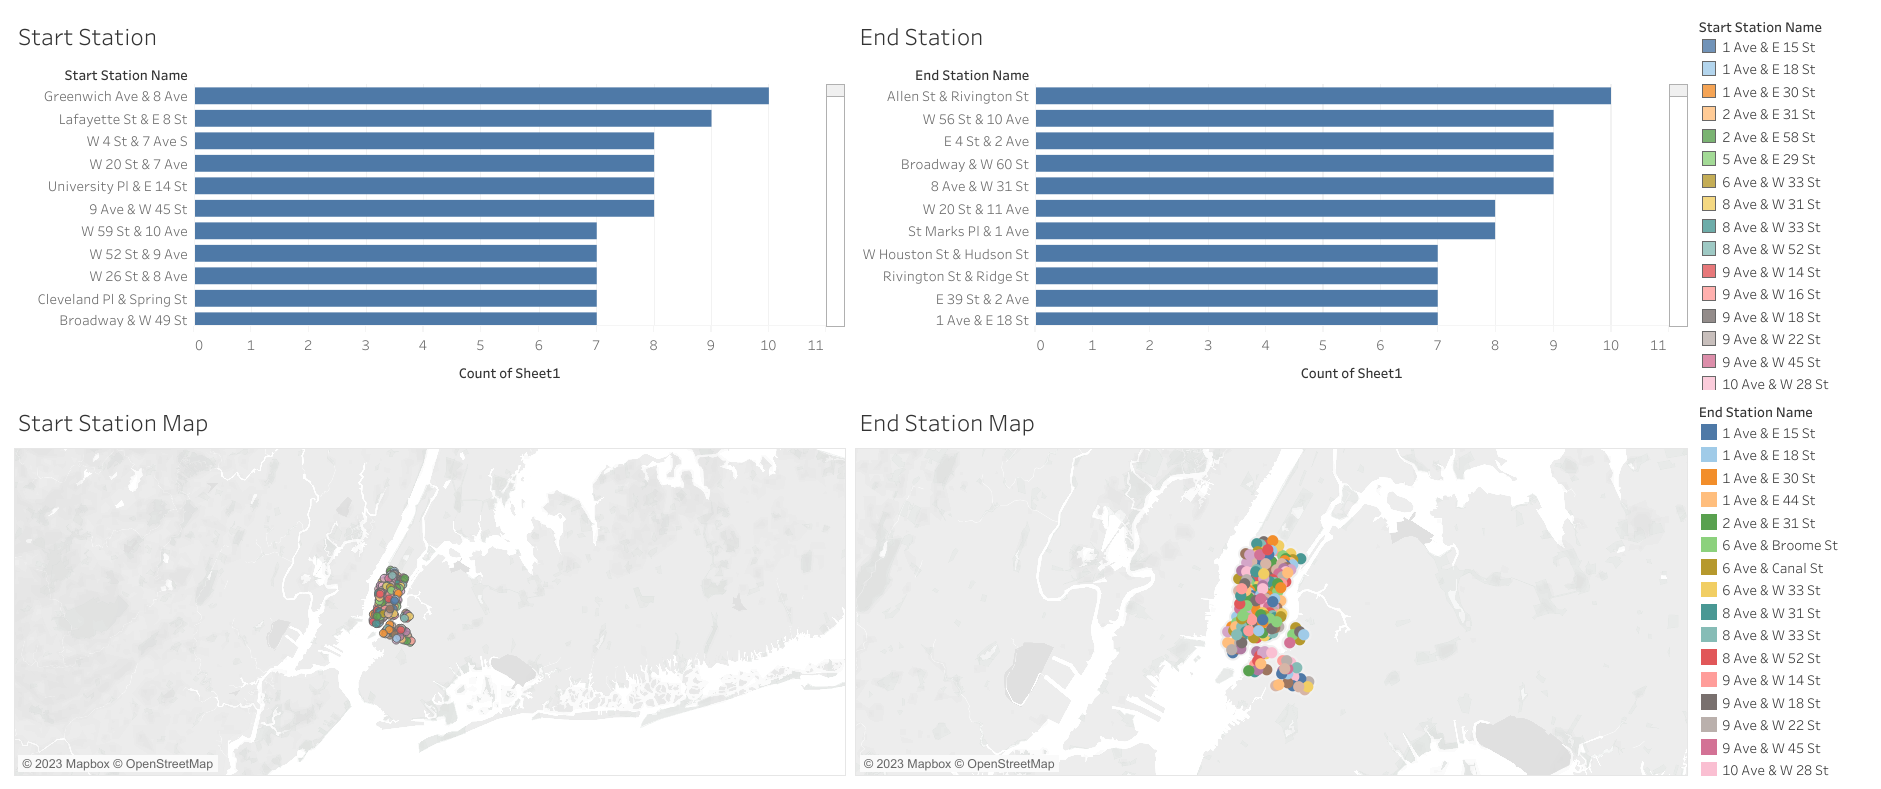 Start Station
Start Station Name
Greenwich Ave & 8 Ave
Lafayette St & E 8 St
W 4 St & 7 Ave S
W 20 St & 7 Ave
University Pl & E 14 St
9 Ave & W 45 St
W 59 St & 10 Ave
W 52 St & 9 Ave
W 26 St & 8 Ave
Cleveland Pl & Spring St
Broadway & W 49 St
0 1 2 3 4 5 6 7 8 9 10 11
Count of Sheet1
End Station
End Station Name
Allen St & Rivington St
W 56 St & 10 Ave
E 4 St & 2 Ave
Broadway & W 60 St
8 Ave & W 31 St
W 20 St & 11 Ave
St Marks Pl & 1 Ave
W Houston St & Hudson St
Rivington St & Ridge St
E 39 St & 2 Ave
1 Ave & E 18 St
0 1 2 3 4 5 6 7 8 9 10 11
Count of Sheet1
Start Station Name
1 Ave & E 15 St
1 Ave & E 18 St
1 Ave & E 30 St
2 Ave & E 31 St
2 Ave & E 58 St
5 Ave & E 29 St
6 Ave & W 33 St
8 Ave & W 31 St
8 Ave & W 33 St
8 Ave & W 52 St
9 Ave & W 14 St
9 Ave & W 16 St
9 Ave & W 18 St
9 Ave & W 22 St
9 Ave & W 45 St
10 Ave & W 28 St
Start Station Map
© 2023 Mapbox © OpenStreetMap
End Station Map
© 2023 Mapbox © OpenStreetMap
End Station Name
1 Ave & E 15 St
1 Ave & E 18 St
1 Ave & E 30 St
1 Ave & E 44 St
2 Ave & E 31 St
6 Ave & Broome St
6 Ave & Canal St
6 Ave & W 33 St
8 Ave & W 31 St
8 Ave & W 33 St
8 Ave & W 52 St
9 Ave & W 14 St
9 Ave & W 18 St
9 Ave & W 22 St
9 Ave & W 45 St
10 Ave & W 28 St